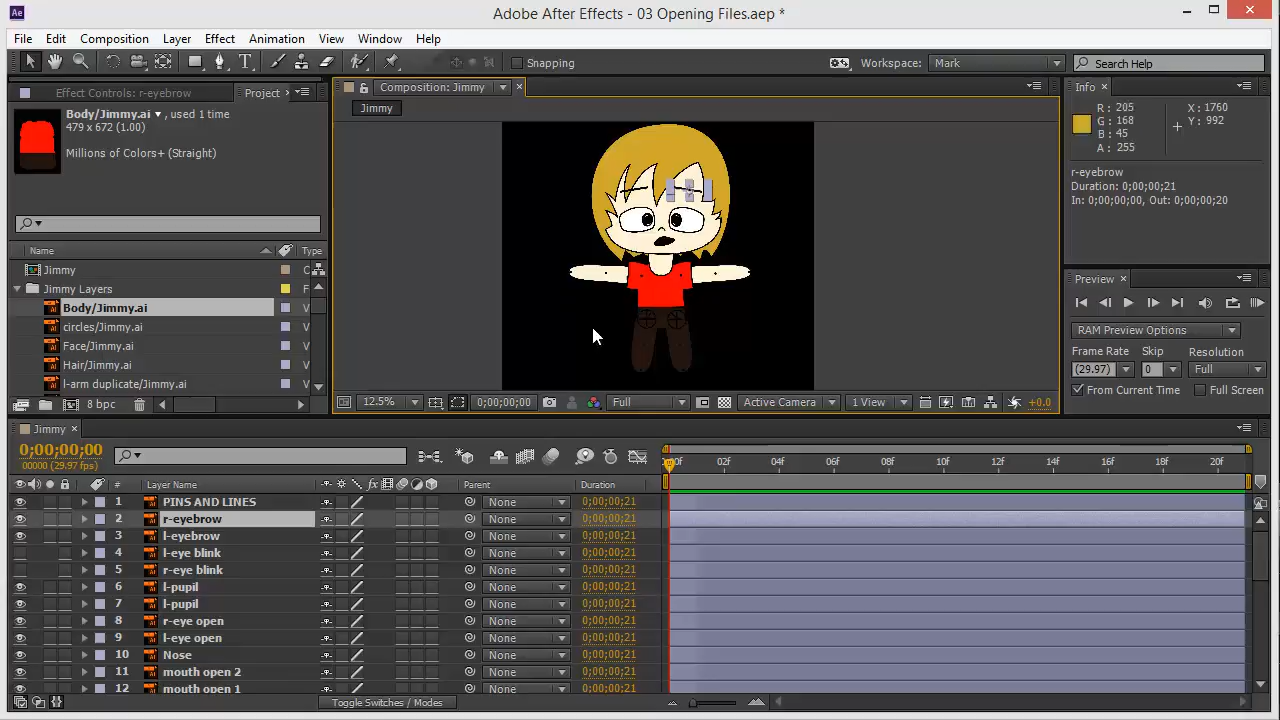 Ae
Adobe After Effects - 03 Opening Files.aep *
File Edit Composition Layer Effect Animation View Window Help
Snapping
Workspace: Mark
Search Help
Effect Controls: r-eyebrow
Project
Body/Jimmy.ai , used 1 time
479 x 672 (1.00)
Millions of Colors+ (Straight)
Name Type
Jimmy
Jimmy Layers F
Body/Jimmy.ai V
circles/Jimmy.ai V
Face/Jimmy.ai V
Hair/Jimmy.ai V
l-arm duplicate/Jimmy.ai V
8 bpc
Composition: Jimmy
Jimmy
12.5% 0;00;00;00 Full Active Camera 1 View +0.0
Info
R: 205 X: 1760
G: 168 Y: 992
B: 45
A: 255
r-eyebrow
Duration: 0;00;00;21
In: 0;00;00;00, Out: 0;00;00;20
Preview
RAM Preview Options
Frame Rate Skip Resolution
(29.97) 0 Full
From Current Time Full Screen
Jimmy
0;00;00;00
00000 (29.97 fps)
02f 04f 06f 08f 10f 12f 14f 16f 18f 20f
# Layer Name fx Parent Duration
1 PINS AND LINES None 0;00;00;21
2 r-eyebrow None 0;00;00;21
3 l-eyebrow None 0;00;00;21
4 l-eye blink None 0;00;00;21
5 r-eye blink None 0;00;00;21
6 l-pupil None 0;00;00;21
7 l-pupil None 0;00;00;21
8 r-eye open None 0;00;00;21
9 l-eye open None 0;00;00;21
10 Nose None 0;00;00;21
11 mouth open 2 None 0;00;00;21
12 mouth open 1 None 0;00;00;21
Toggle Switches / Modes